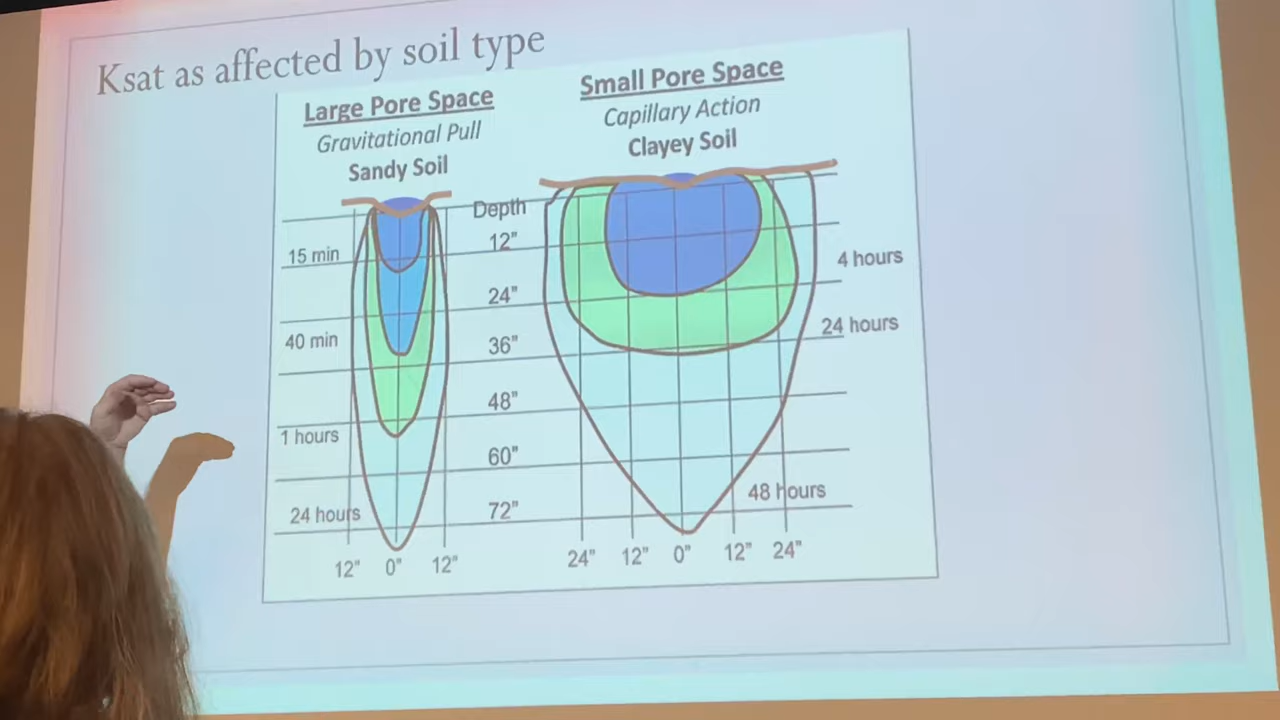 Ksat as affected by soil type
Large Pore Space
Gravitational Pull
Sandy Soil
Small Pore Space
Capillary Action
Clayey Soil
Depth
15 min
12"
4 hours
24"
24 hours
40 min
36"
48"
1 hours
60"
48 hours
24 hours
72"
12" 0" 12"
24" 12" 0" 12" 24"